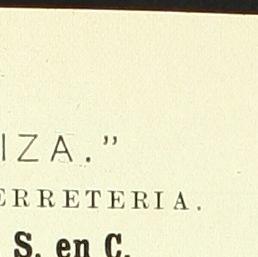 IZA."
ERRETERIA.
S. en C.